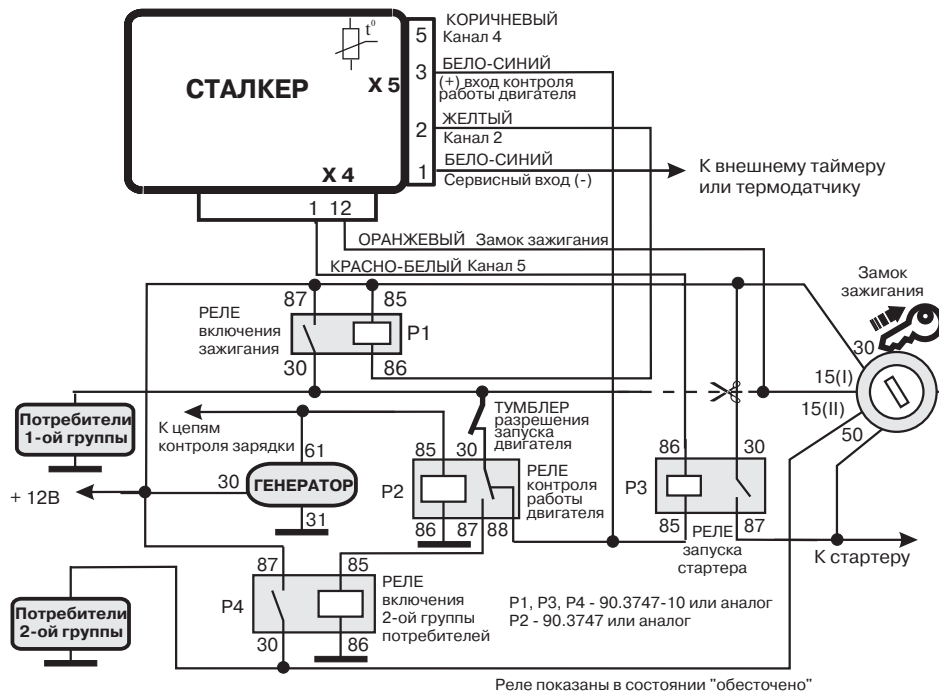 t°
СТАЛКЕР
X 5
X 4
5
КОРИЧНЕВЫЙ
Канал 4
3
БЕЛО-СИНИЙ
(+) вход контроля
работы двигателя
2
ЖЕЛТЫЙ
Канал 2
1
БЕЛО-СИНИЙ
Сервисный вход (-)
К внешнему таймеру
или термодатчику
1 12
ОРАНЖЕВЫЙ Замок зажигания
КРАСНО-БЕЛЫЙ Канал 5
Замок
зажигания
30
15(I)
15(II)
50
87
85
РЕЛЕ
включения
зажигания
P1
30
86
Потребители
1-ой группы
К цепям
контроля зарядки
ТУМБЛЕР
разрешения
запуска
двигателя
61
30
ГЕНЕРАТОР
31
+ 12В
85
30
P2
РЕЛЕ
контроля
работы
двигателя
86
87
88
86
30
P3
85
87
РЕЛЕ
запуска
стартера
К стартеру
87
85
P4
РЕЛЕ
включения
2-ой группы
потребителей
30
86
Потребители
2-ой группы
P1, P3, P4 - 90.3747-10 или аналог
P2 - 90.3747 или аналог
Реле показаны в состоянии "обесточено"